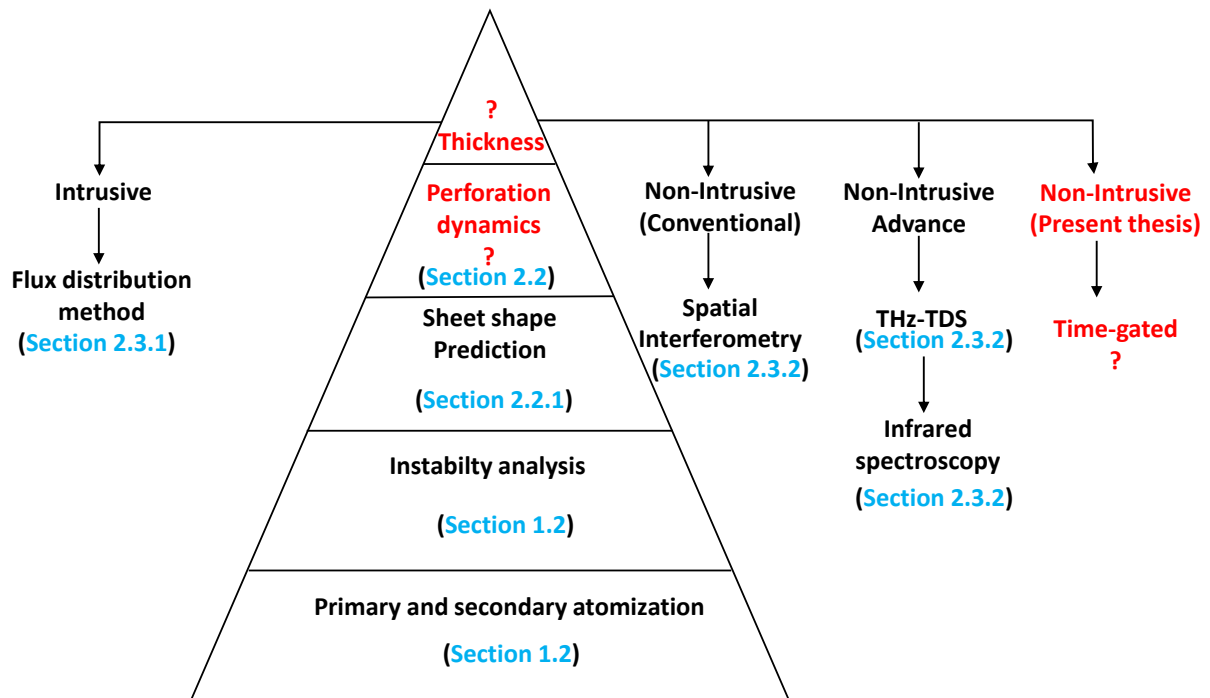 ?
Thickness
Perforation
dynamics
?
(Section 2.2)
Sheet shape
Prediction
(Section 2.2.1)
Instabilty analysis
(Section 1.2)
Primary and secondary atomization
(Section 1.2)
Intrusive
Flux distribution
method
(Section 2.3.1)
Non-Intrusive
(Conventional)
Spatial
Interferometry
(Section 2.3.2)
Non-Intrusive
Advance
THz-TDS
(Section 2.3.2)
Infrared
spectroscopy
(Section 2.3.2)
Non-Intrusive
(Present thesis)
Time-gated
?